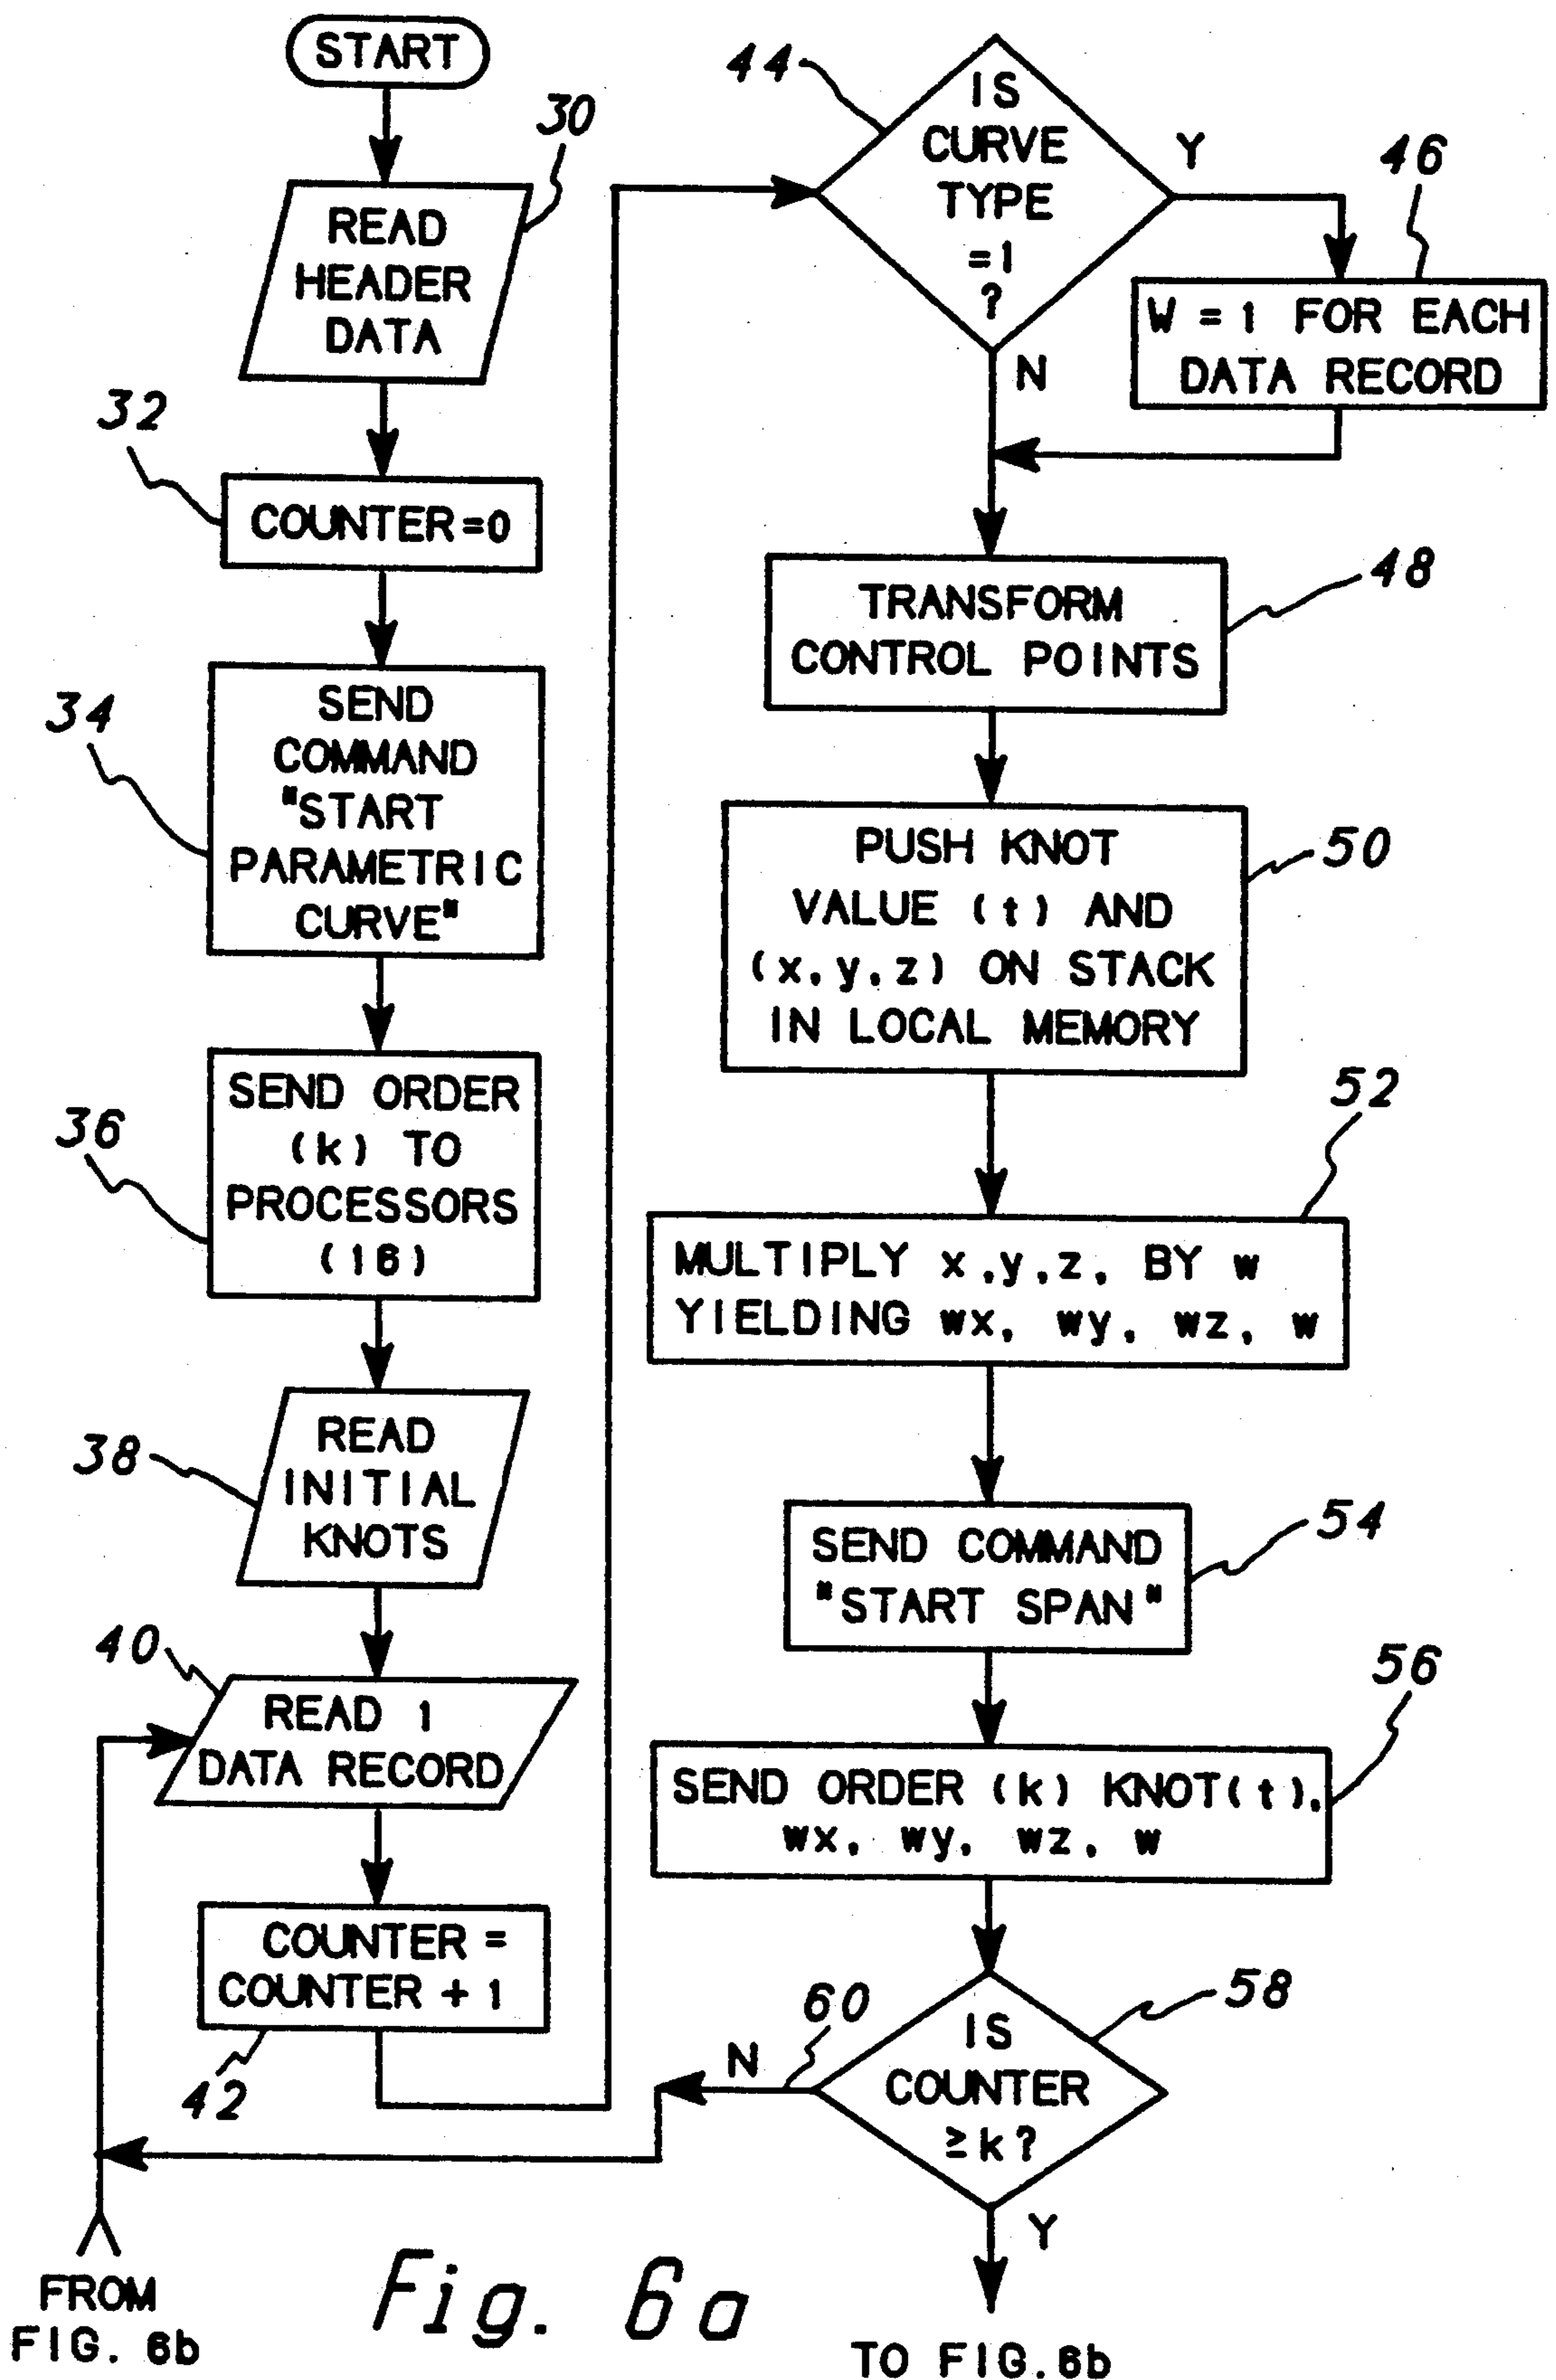 START
30
READ
HEADER
DATA
32
COUNTER=0
34
SEND
COMMAND
"START
PARAMETRIC
CURVE"
36
SEND ORDER
(k) TO
PROCESSORS
(16)
38
READ
INITIAL
KNOTS
40
READ 1
DATA RECORD
COUNTER =
COUNTER + 1
42
FROM
FIG. 6b
44
IS
CURVE
TYPE
=1
?
Y
N
46
W = 1 FOR EACH
DATA RECORD
48
TRANSFORM
CONTROL POINTS
50
PUSH KNOT
VALUE (t) AND
(x, y, z) ON STACK
IN LOCAL MEMORY
52
MULTIPLY x,y,z, BY w
YIELDING wx, wy, wz, w
54
SEND COMMAND
"START SPAN"
56
SEND ORDER (k) KNOT(t),
wx, wy, wz, w
58
IS
COUNTER
≥k?
60
N
Y
TO FIG.6b
Fig. 6a